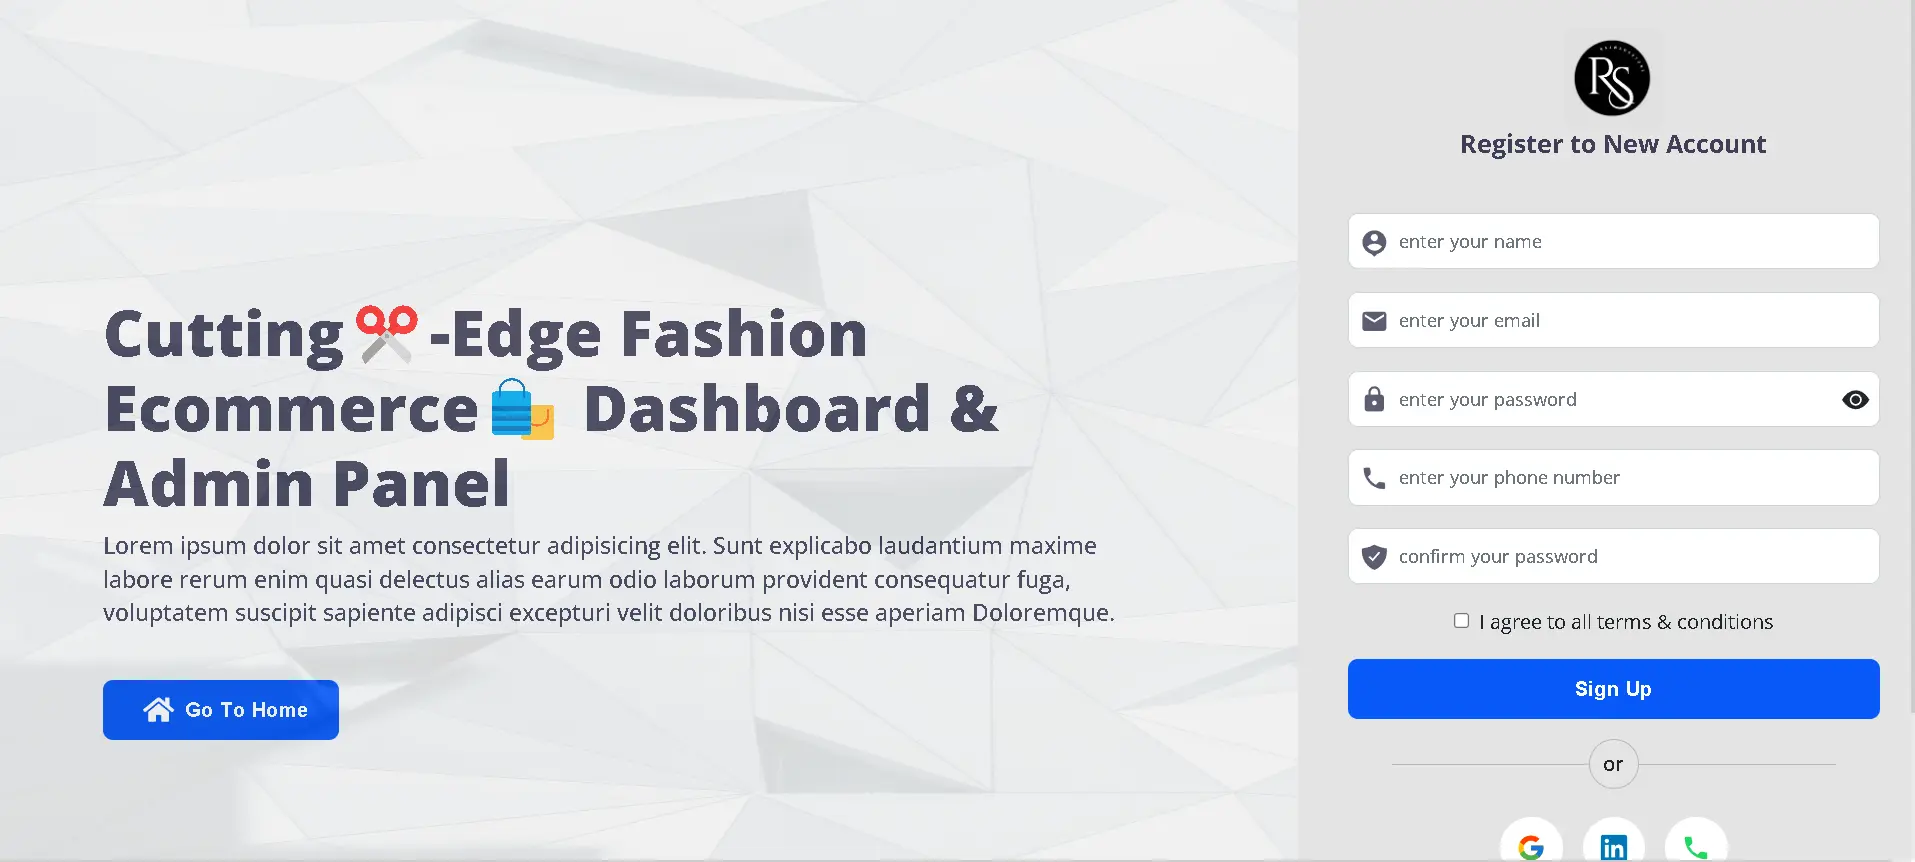 Cutting-Edge Fashion
Ecommerce Dashboard &
Admin Panel
Lorem ipsum dolor sit amet consectetur adipisicing elit. Sunt explicabo laudantium maxime
labore rerum enim quasi delectus alias earum odio laborum provident consequatur fuga,
voluptatem suscipit sapiente adipisci excepturi velit doloribus nisi esse aperiam Doloremque.
Go To Home
RS
Register to New Account
enter your name
enter your email
enter your password
enter your phone number
confirm your password
I agree to all terms & conditions
Sign Up
or
G
in